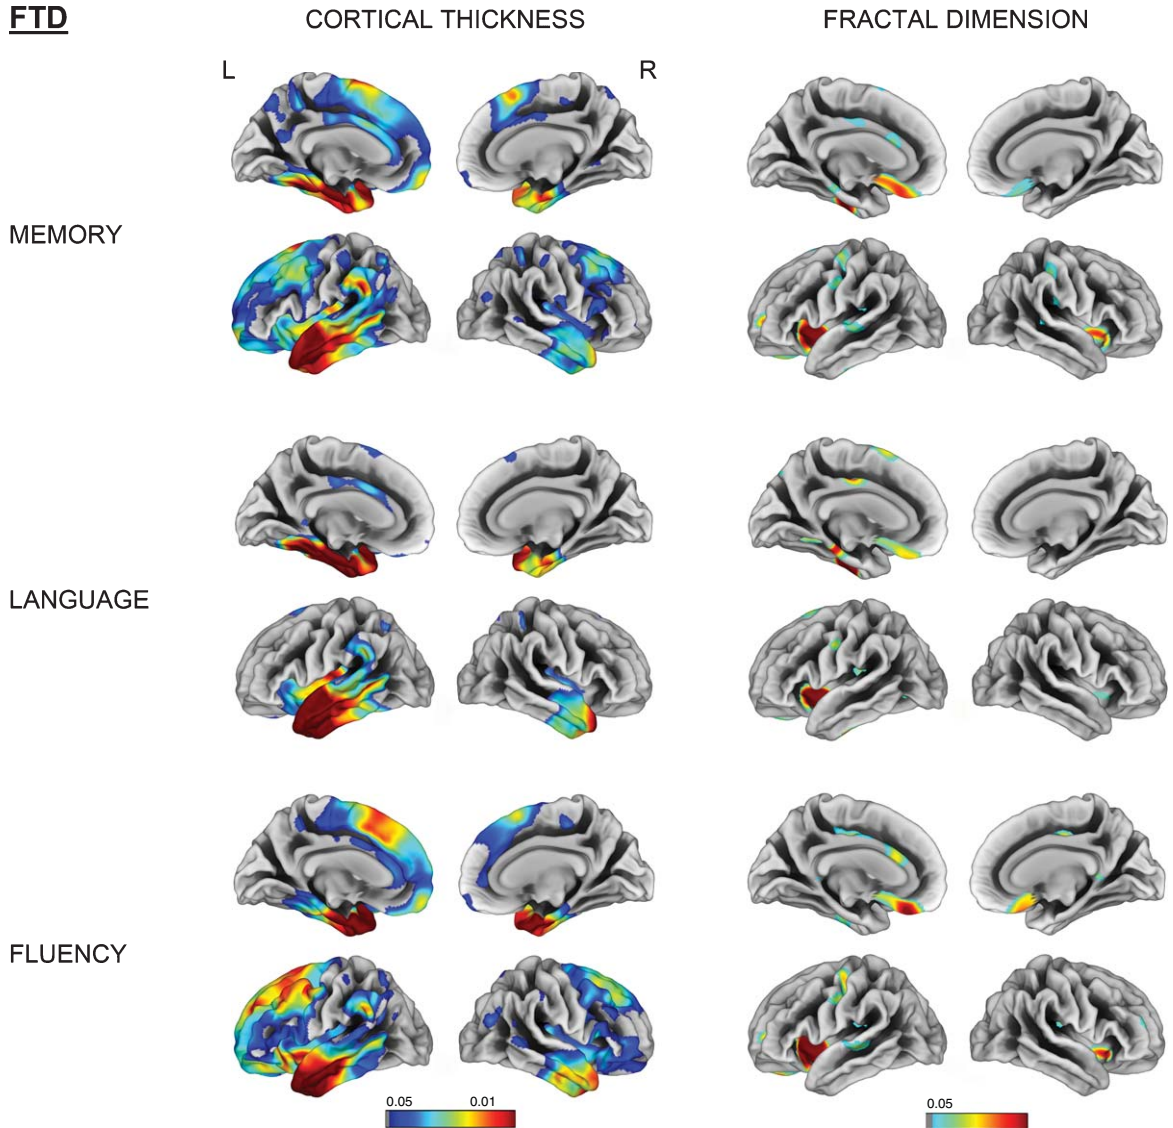 FTD
CORTICAL THICKNESS
FRACTAL DIMENSION
L
R
MEMORY
LANGUAGE
FLUENCY
0.05 0.01
0.05